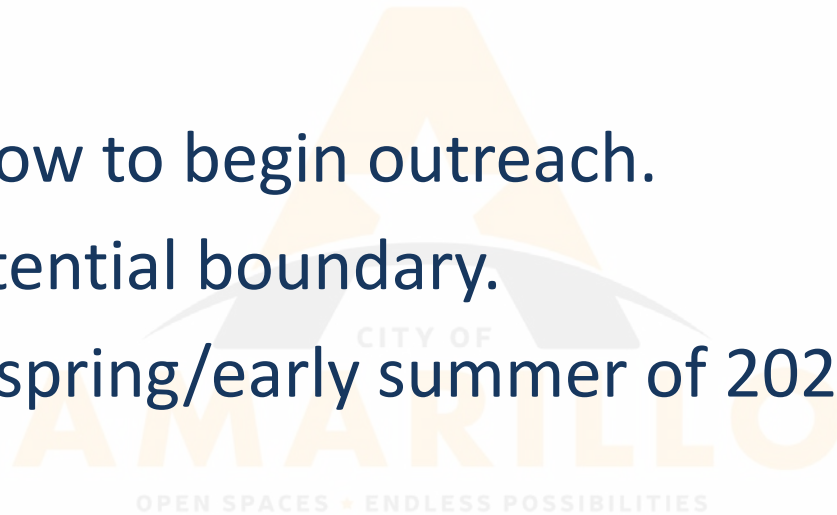 ow to begin outreach.
tential boundary.
CITY OF
spring/early summer of 202
AMARILLO
OPEN SPACES • ENDLESS POSSIBILITIES